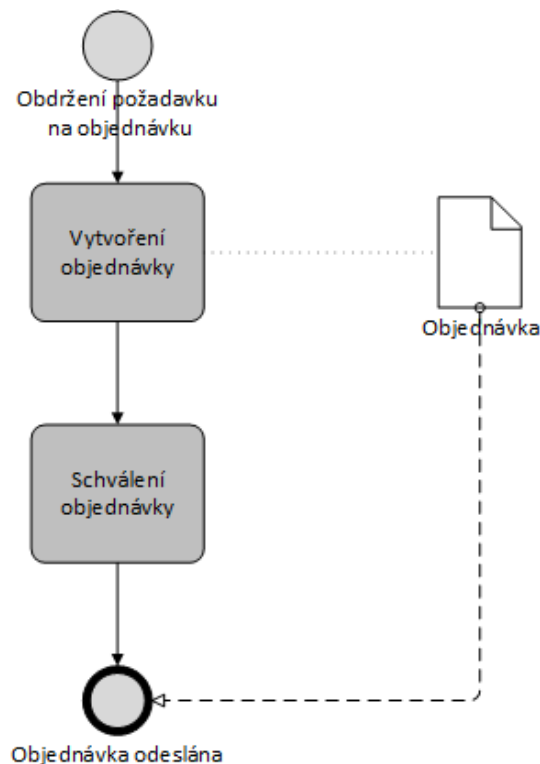 Obdržení požadavku
na objednávku
Vytvoření
objednávky
Objednávka
Schválení
objednávky
Objednávka odeslána